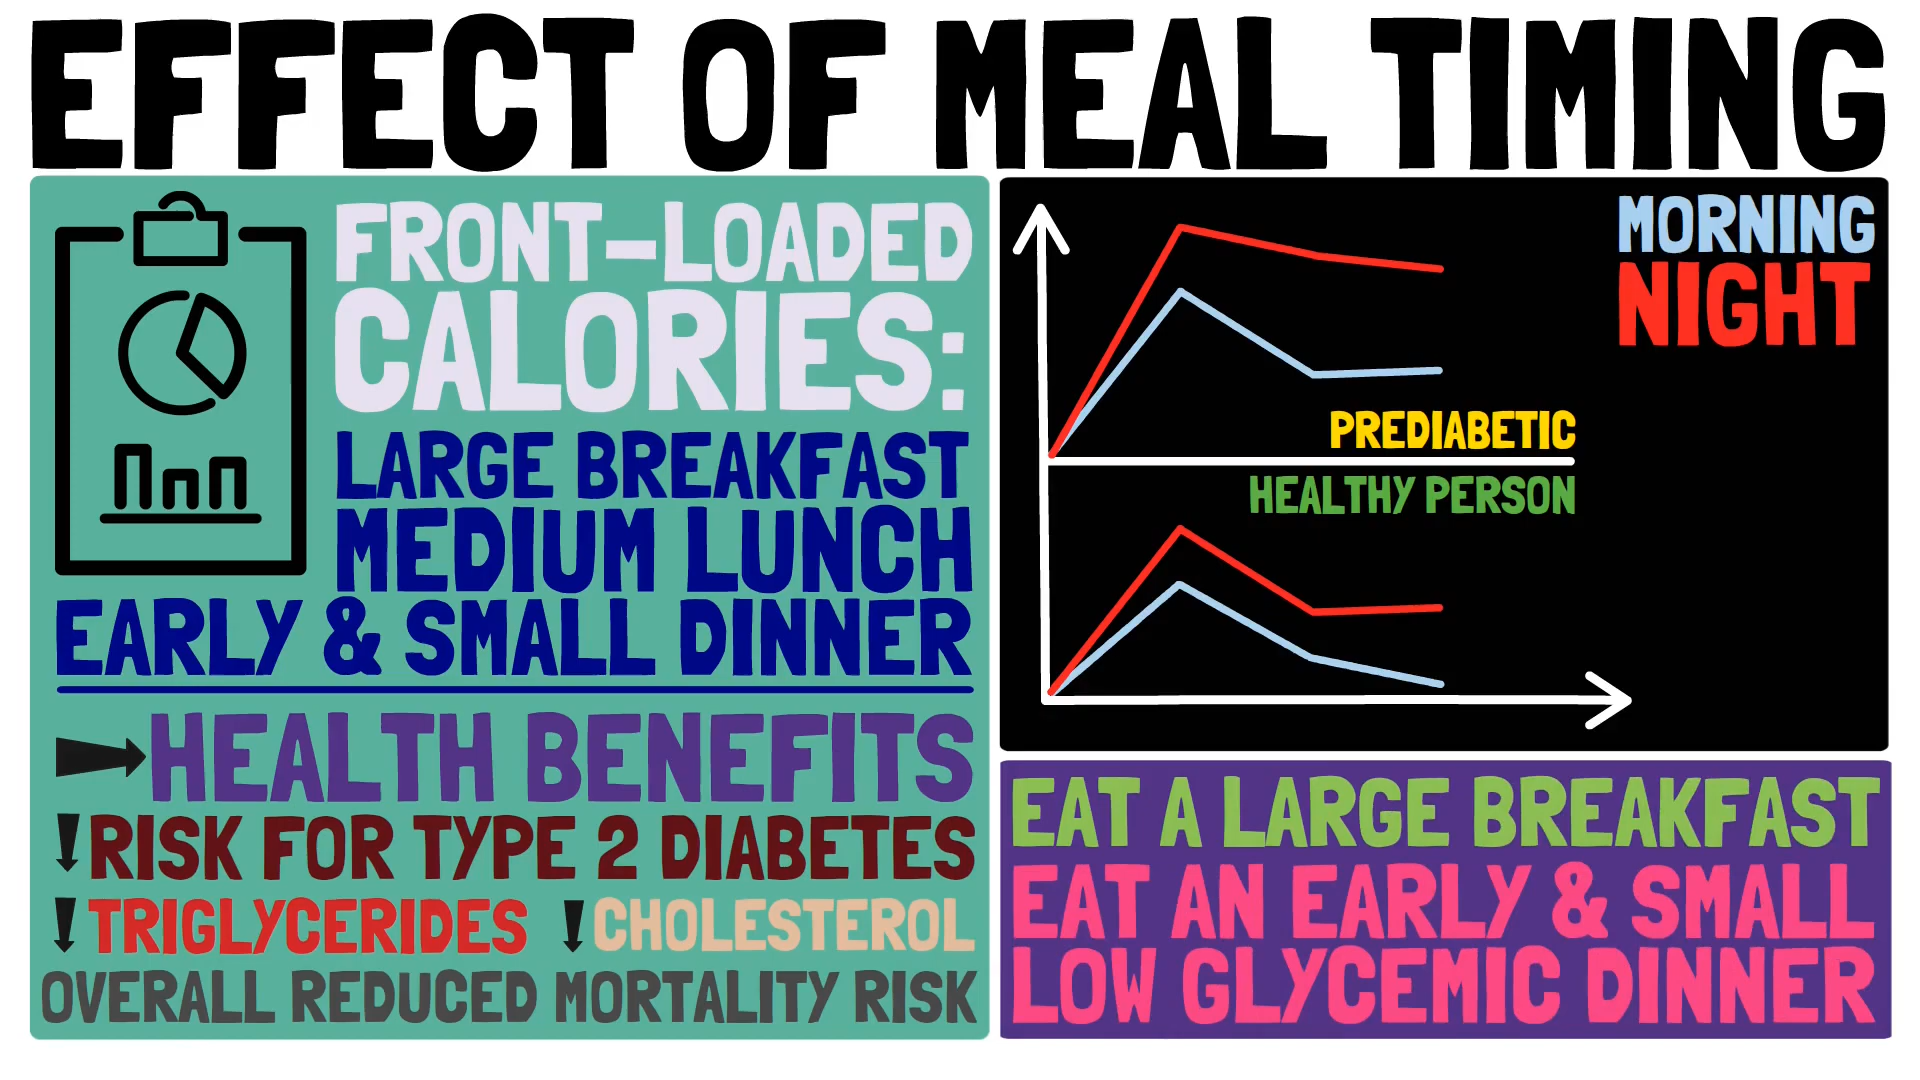 EFFECT OF MEAL TIMING
FRONT-LOADED
CALORIES:
LARGE BREAKFAST
MEDIUM LUNCH
EARLY & SMALL DINNER
HEALTH BENEFITS
RISK FOR TYPE 2 DIABETES
TRIGLYCERIDES
CHOLESTEROL
OVERALL REDUCED MORTALITY RISK
MORNING
NIGHT
PREDIABETIC
HEALTHY PERSON
EAT A LARGE BREAKFAST
EAT AN EARLY & SMALL
LOW GLYCEMIC DINNER